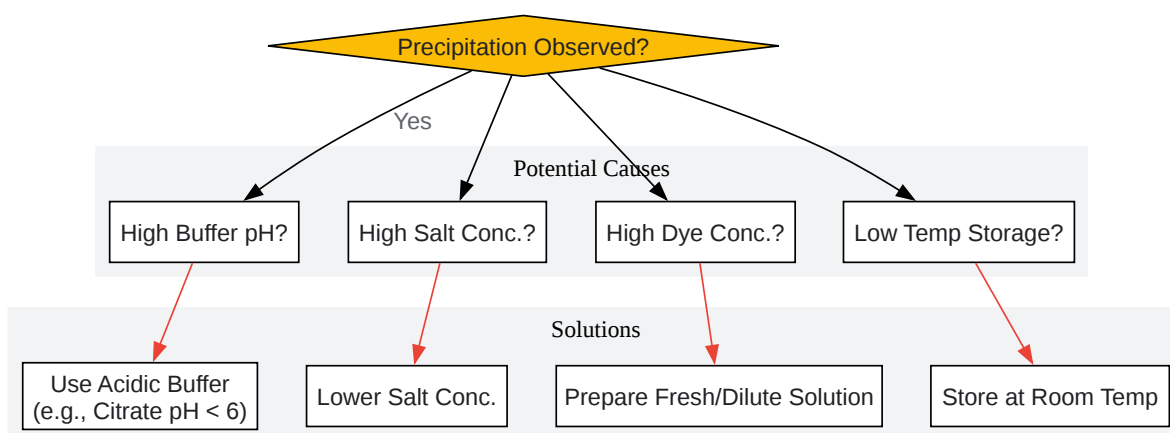 Precipitation Observed?
Yes
Potential Causes
High Buffer pH?
High Salt Conc.?
High Dye Conc.?
Low Temp Storage?
Solutions
Use Acidic Buffer
(e.g., Citrate pH < 6)
Lower Salt Conc.
Prepare Fresh/Dilute Solution
Store at Room Temp